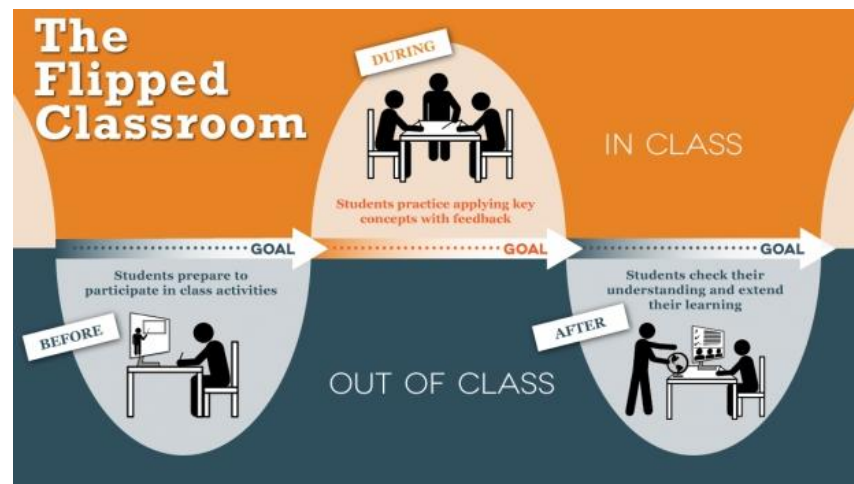 The
Flipped
Classroom
DURING
IN CLASS
Students practice applying key
concepts with feedback
GOAL
GOAL
GOAL
Students prepare to
participate in class activities
Students check their
understanding and extend
their learning
BEFORE
AFTER
OUT OF CLASS